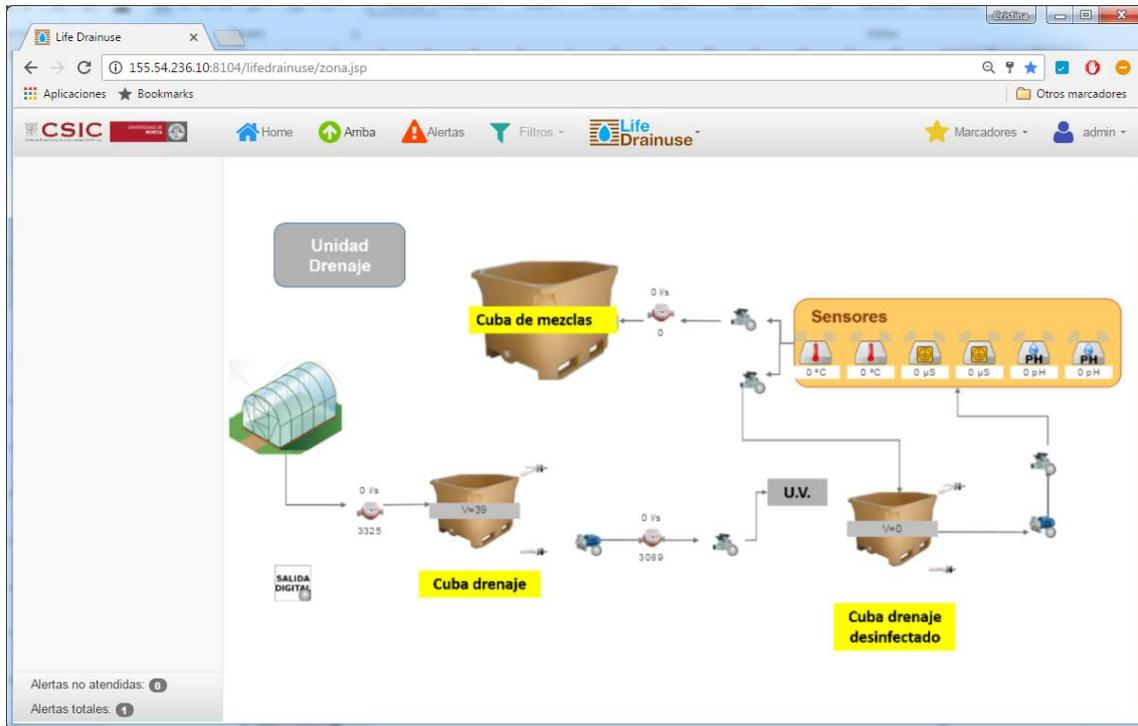 Cristina
Life Drainuse
155.54.236.10:8104/lifedrainuse/zona.jsp
Aplicaciones
Bookmarks
Otros marcadores
CSIC
UNIVERSIDAD DE
MURCIA
Home
Arriba
Alertas
Filtros
Life
Drainuse
Marcadores
admin
Unidad
Drenaje
Cuba de mezclas
0 l/s
0
Sensores
PH
PH
0 ºC
0 ºC
0 µS
0 µS
0 pH
0 pH
0 l/s
3325
V=39
0 l/s
3089
U.V.
V=0
SALIDA
DIGITAL
Cuba drenaje
Cuba drenaje
desinfectado
Alertas no atendidas: 0
Alertas totales: 1